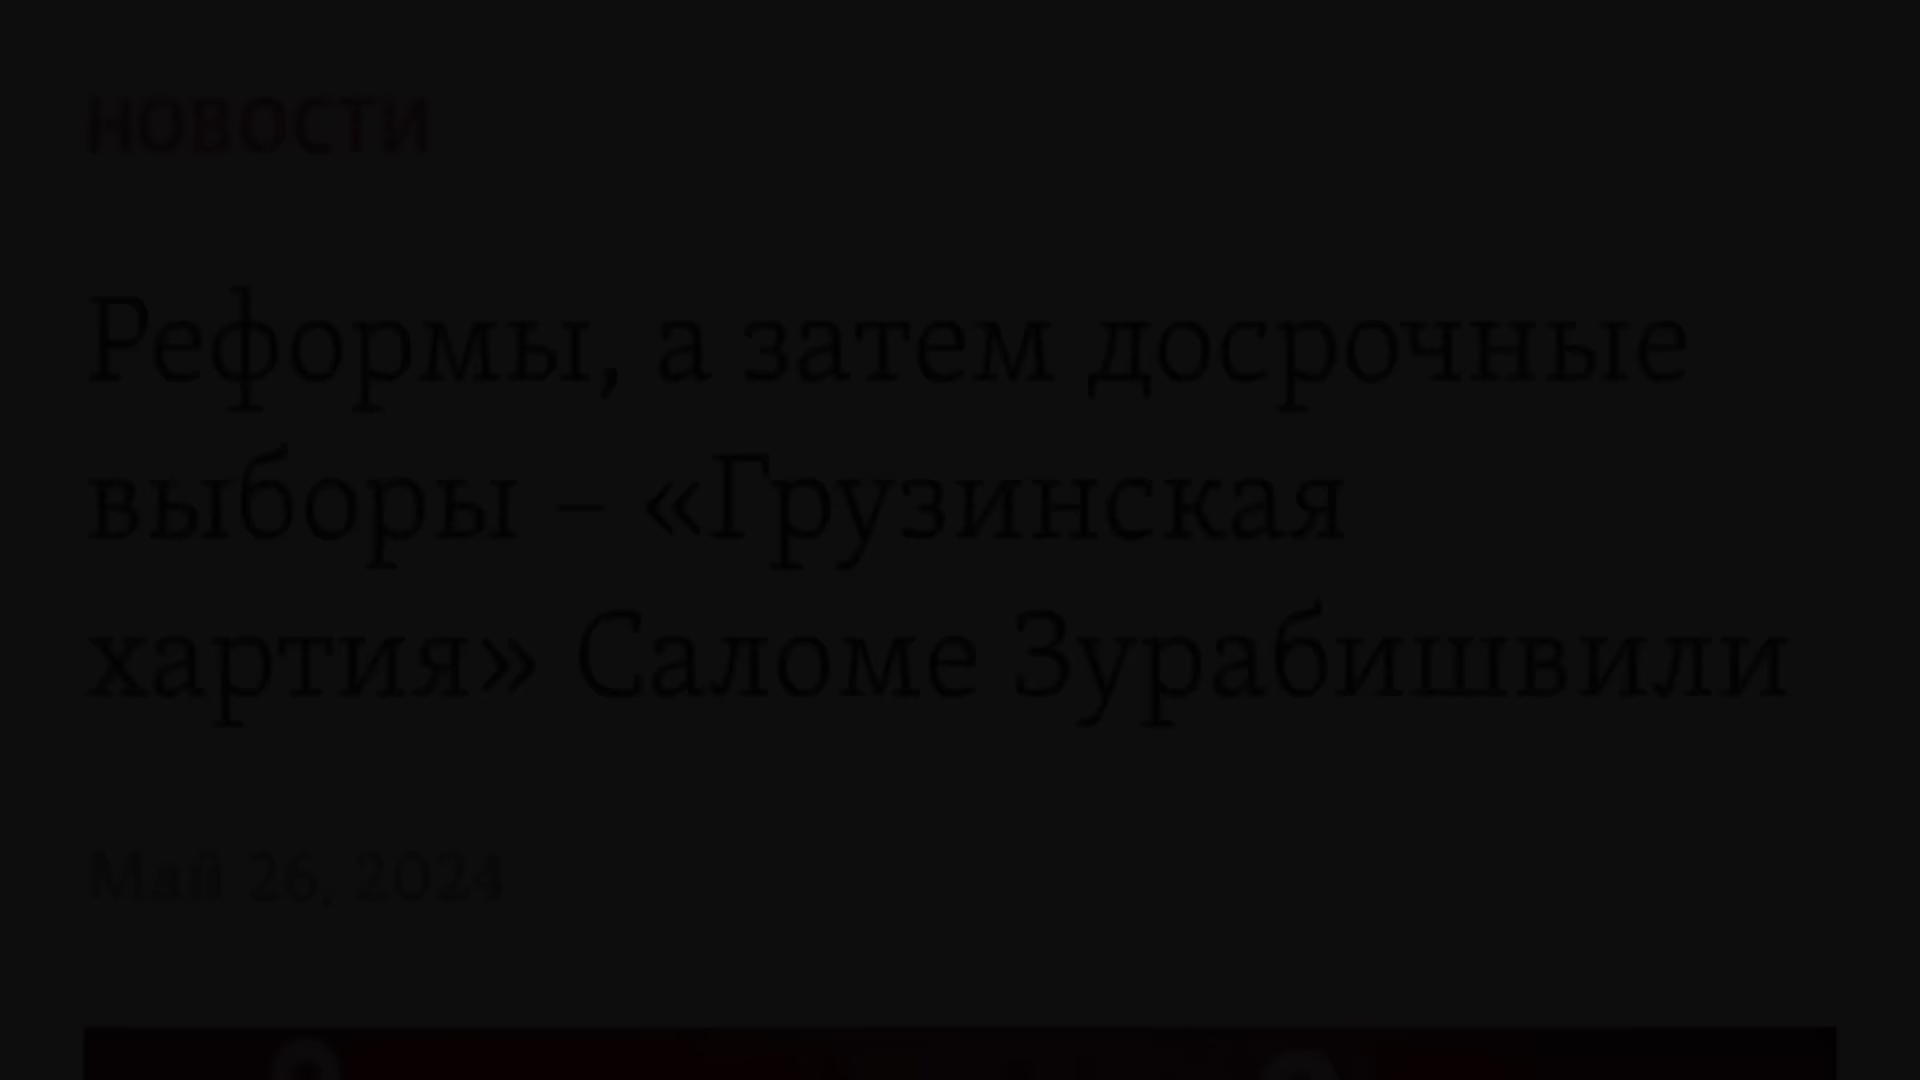 НОВОСТИ
Реформы, а затем досрочные
выборы – «Грузинская
хартия» Саломе Зурабишвили
Май 26, 2024